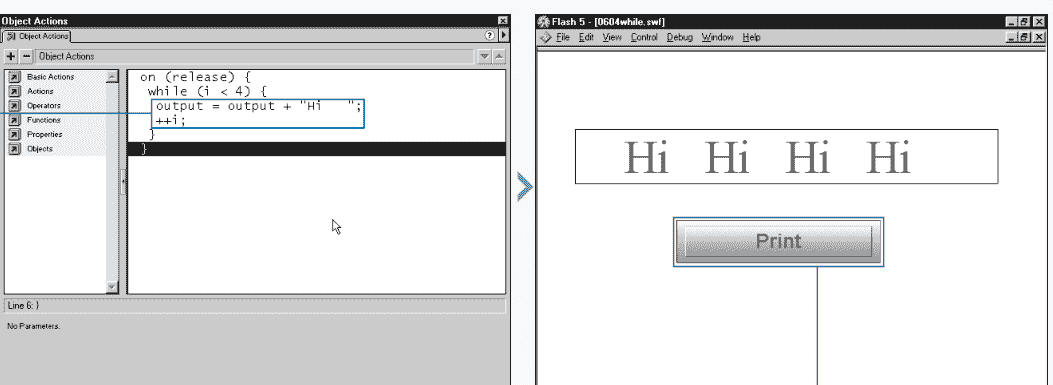 Object Actions
Object Actions
?
+ − Object Actions
Basic Actions
Actions
Operators
Functions
Properties
Objects
on (release) {
while (i < 4) {
output = output + "Hi   ";
++i;
}
}
Line 6: }
No Parameters.
Flash 5 - [0604while.swf]
File Edit View Control Debug Window Help
Hi Hi Hi Hi
Print